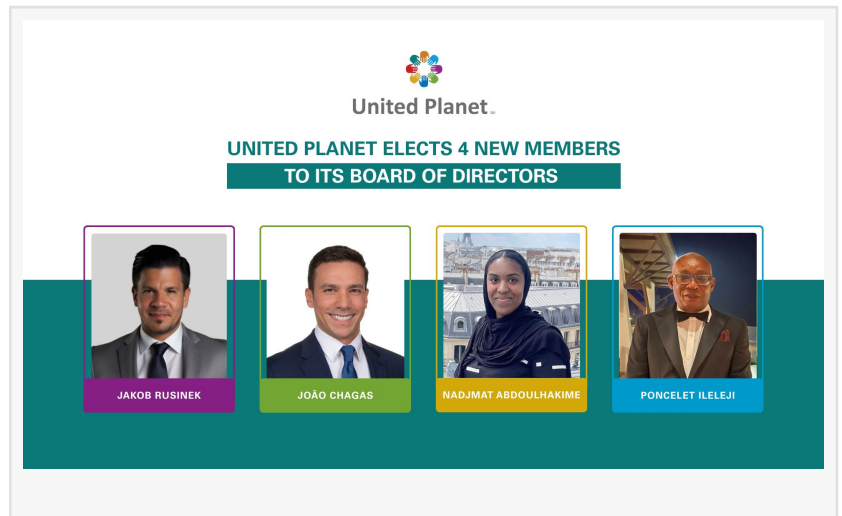 United Planet
UNITED PLANET ELECTS 4 NEW MEMBERS
TO ITS BOARD OF DIRECTORS
JAKOB RUSINEK
JOÃO CHAGAS
NADJMAT ABDOULHAKIME
PONCELET ILELEJI